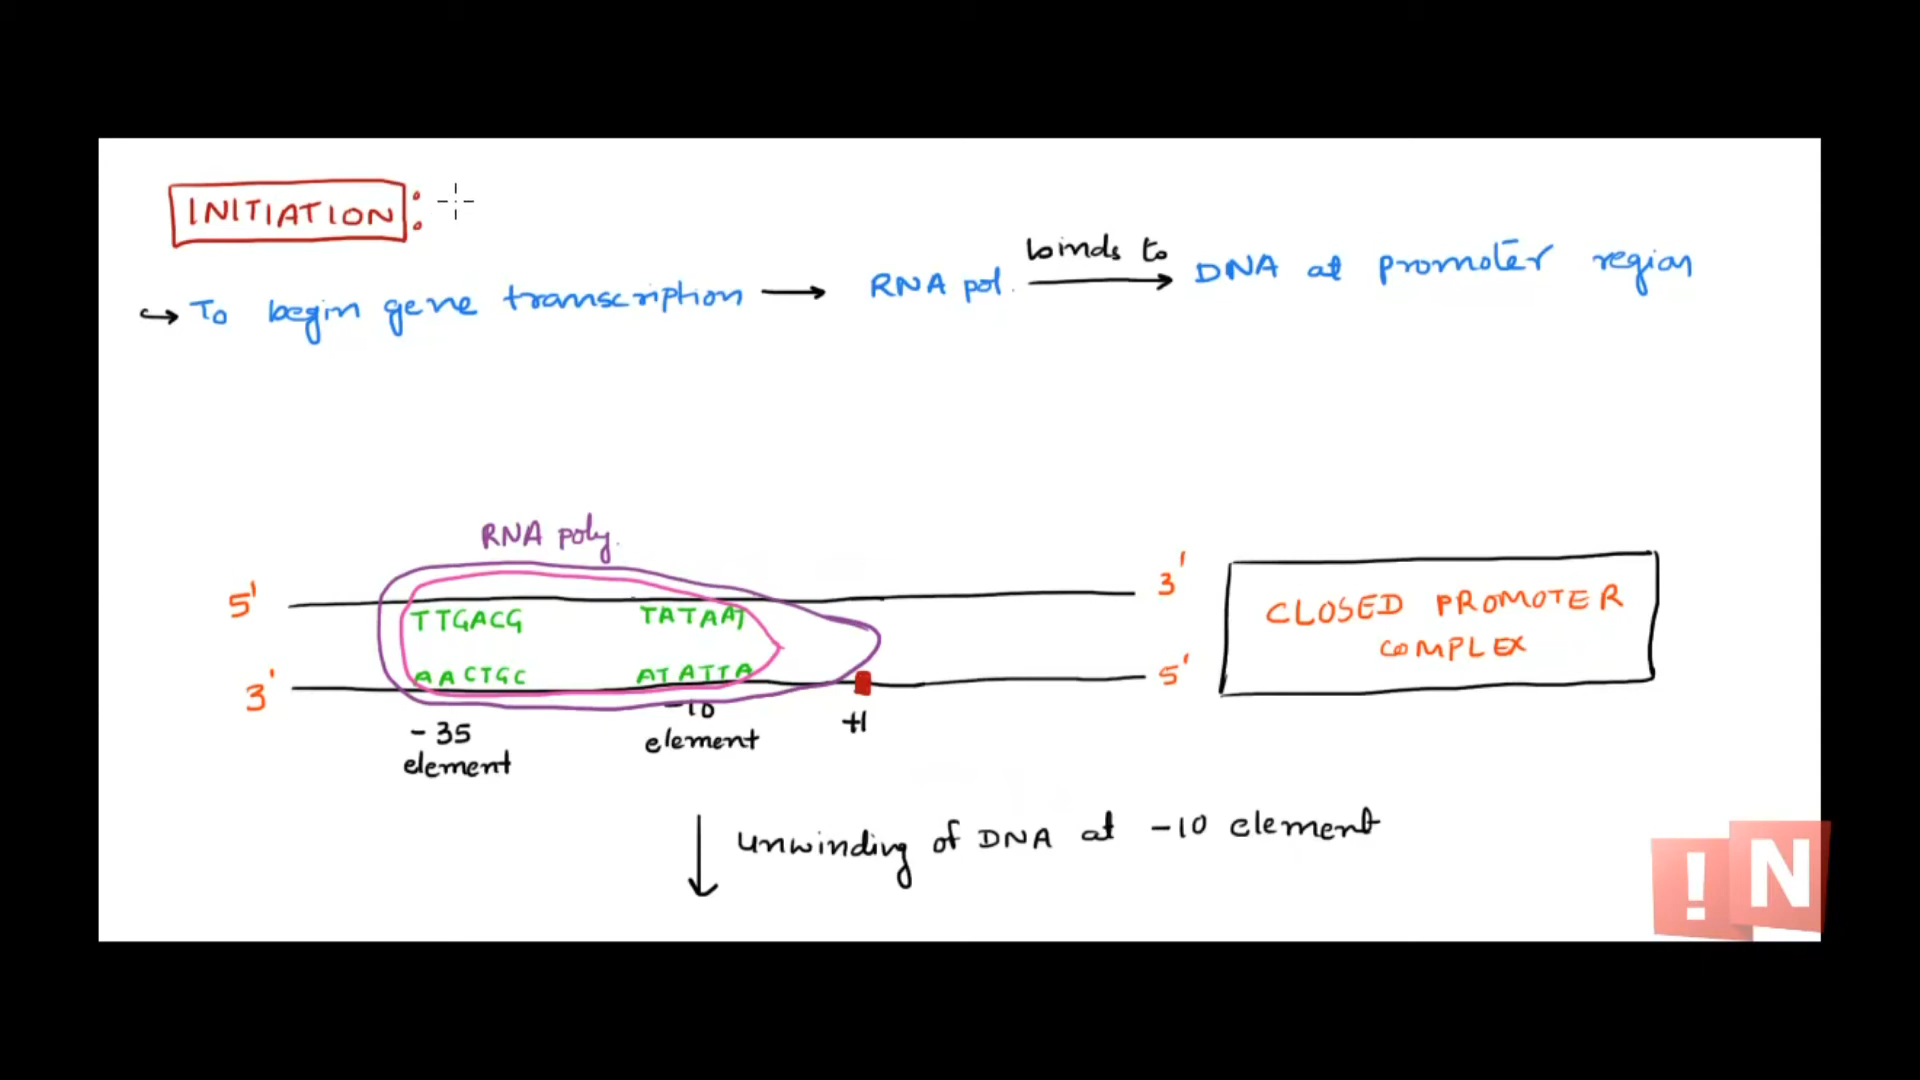 INITIATION :
↪ To begin gene transcription → RNA pol. binds to → DNA at promoter region
RNA poly.
5' 3'
TTGACG TATAAT
AACTGC ATATTA
3' 5'
-35 element
-10 element
+1
CLOSED PROMOTER
COMPLEX
↓ unwinding of DNA at -10 element
!N